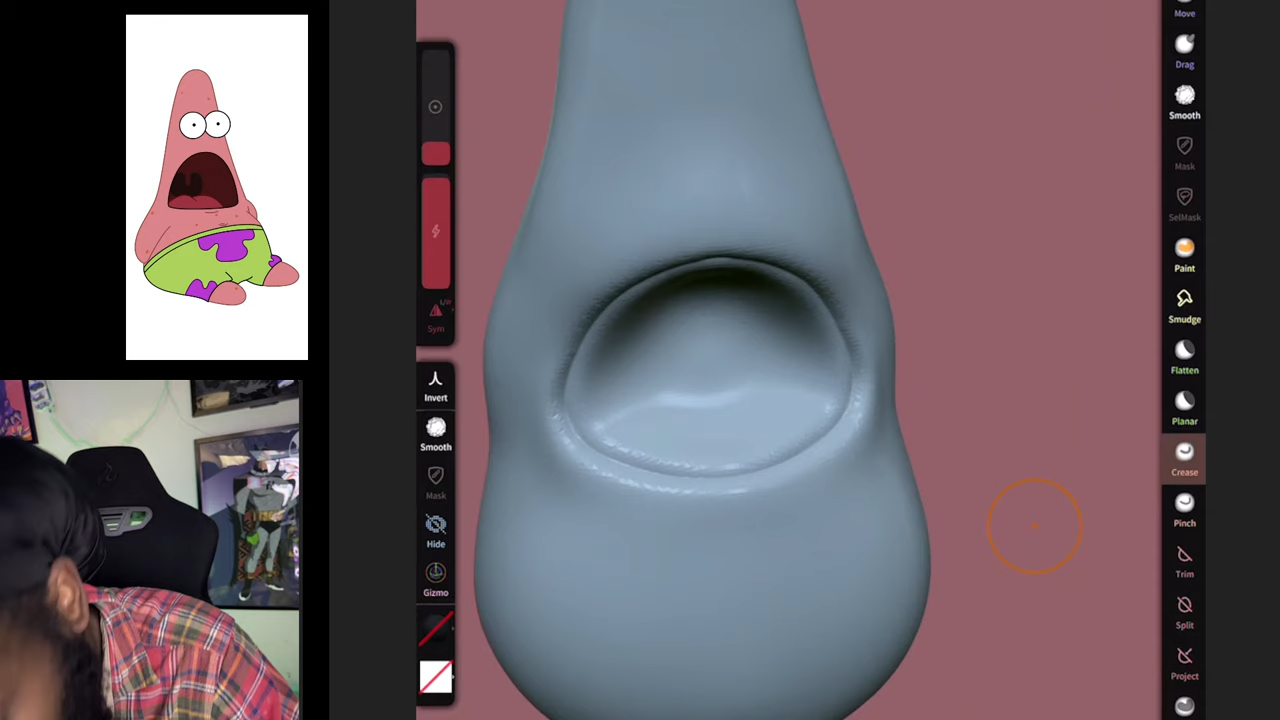 Sym
Invert
Smooth
Mask
Hide
Gizmo
Move
Drag
Smooth
Mask
SelMask
Paint
Smudge
Flatten
Planar
Crease
Pinch
Trim
Split
Project